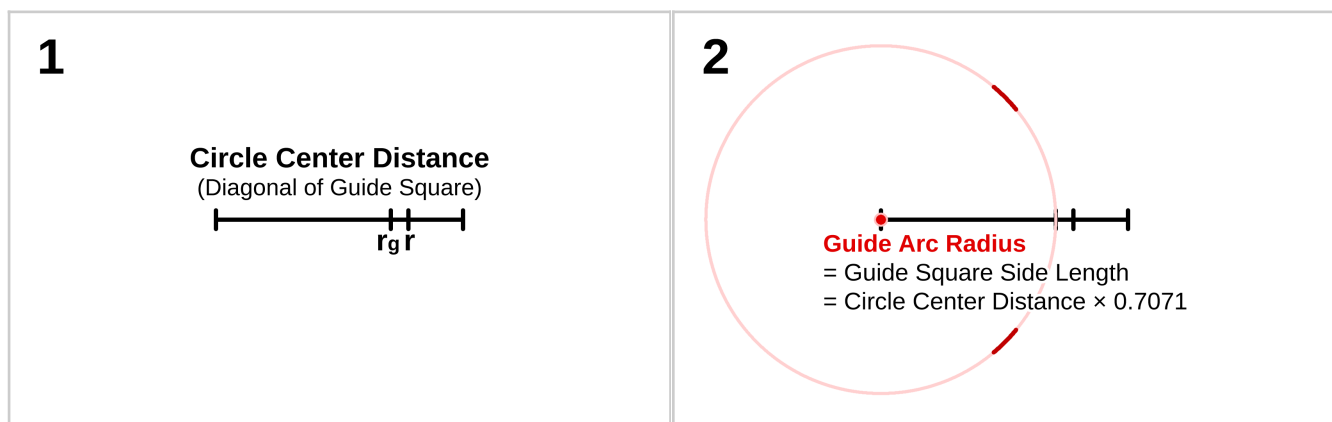 1
Circle Center Distance
(Diagonal of Guide Square)
rg r
2
Guide Arc Radius
= Guide Square Side Length
= Circle Center Distance × 0.7071